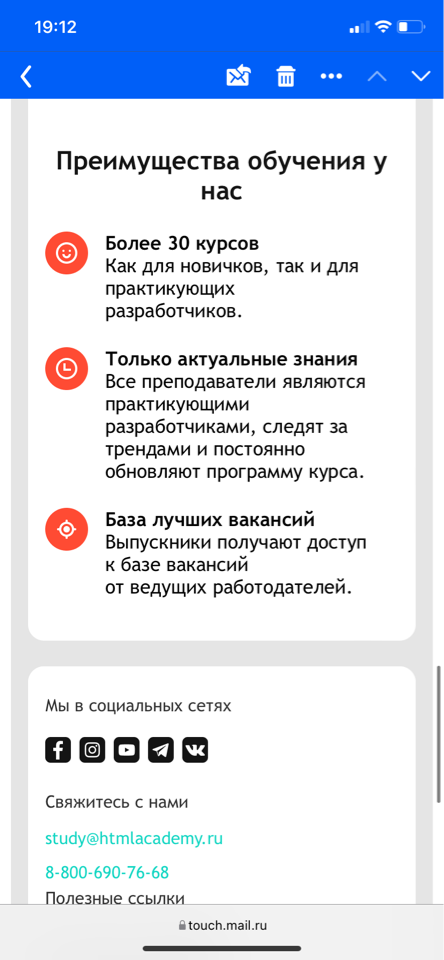 19:12
Преимущества обучения у
нас
Более 30 курсов
Как для новичков, так и для
практикующих
разработчиков.
Только актуальные знания
Все преподаватели являются
практикующими
разработчиками, следят за
трендами и постоянно
обновляют программу курса.
База лучших вакансий
Выпускники получают доступ
к базе вакансий
от ведущих работодателей.
Мы в социальных сетях
Свяжитесь с нами
study@htmlacademy.ru
8-800-690-76-68
Полезные ссылки
touch.mail.ru